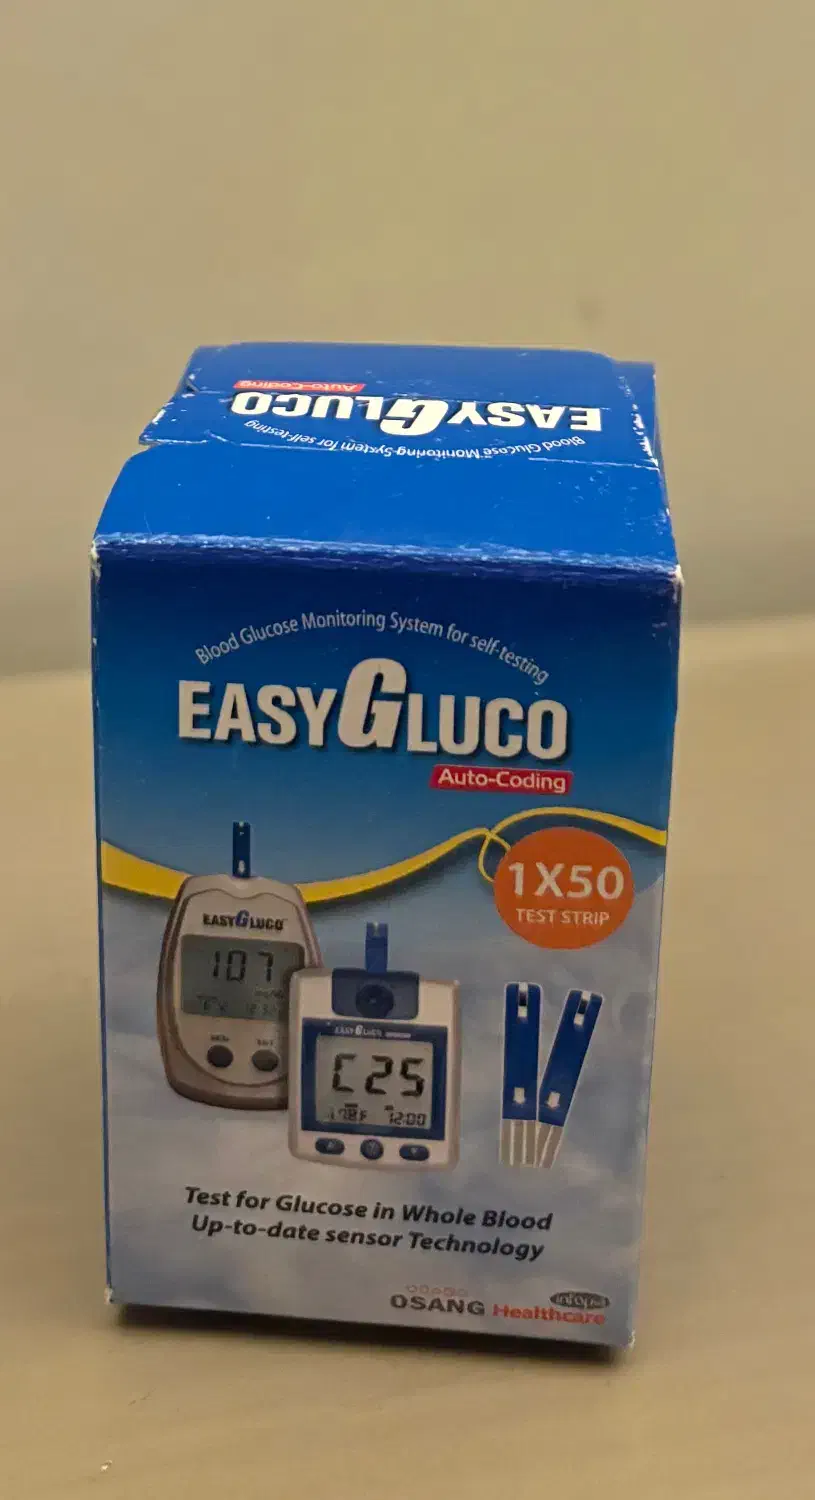 Auto-Coding
EASYGLUCO
Blood Glucose Monitoring System for self-testing
Blood Glucose Monitoring System for self-testing
EASYGLUCO
Auto-Coding
1X50
TEST STRIP
EASYGLUCO
107
EASYGLUCO
C25
12:00
Test for Glucose in Whole Blood
Up-to-date sensor Technology
OSANG Healthcare
infopia